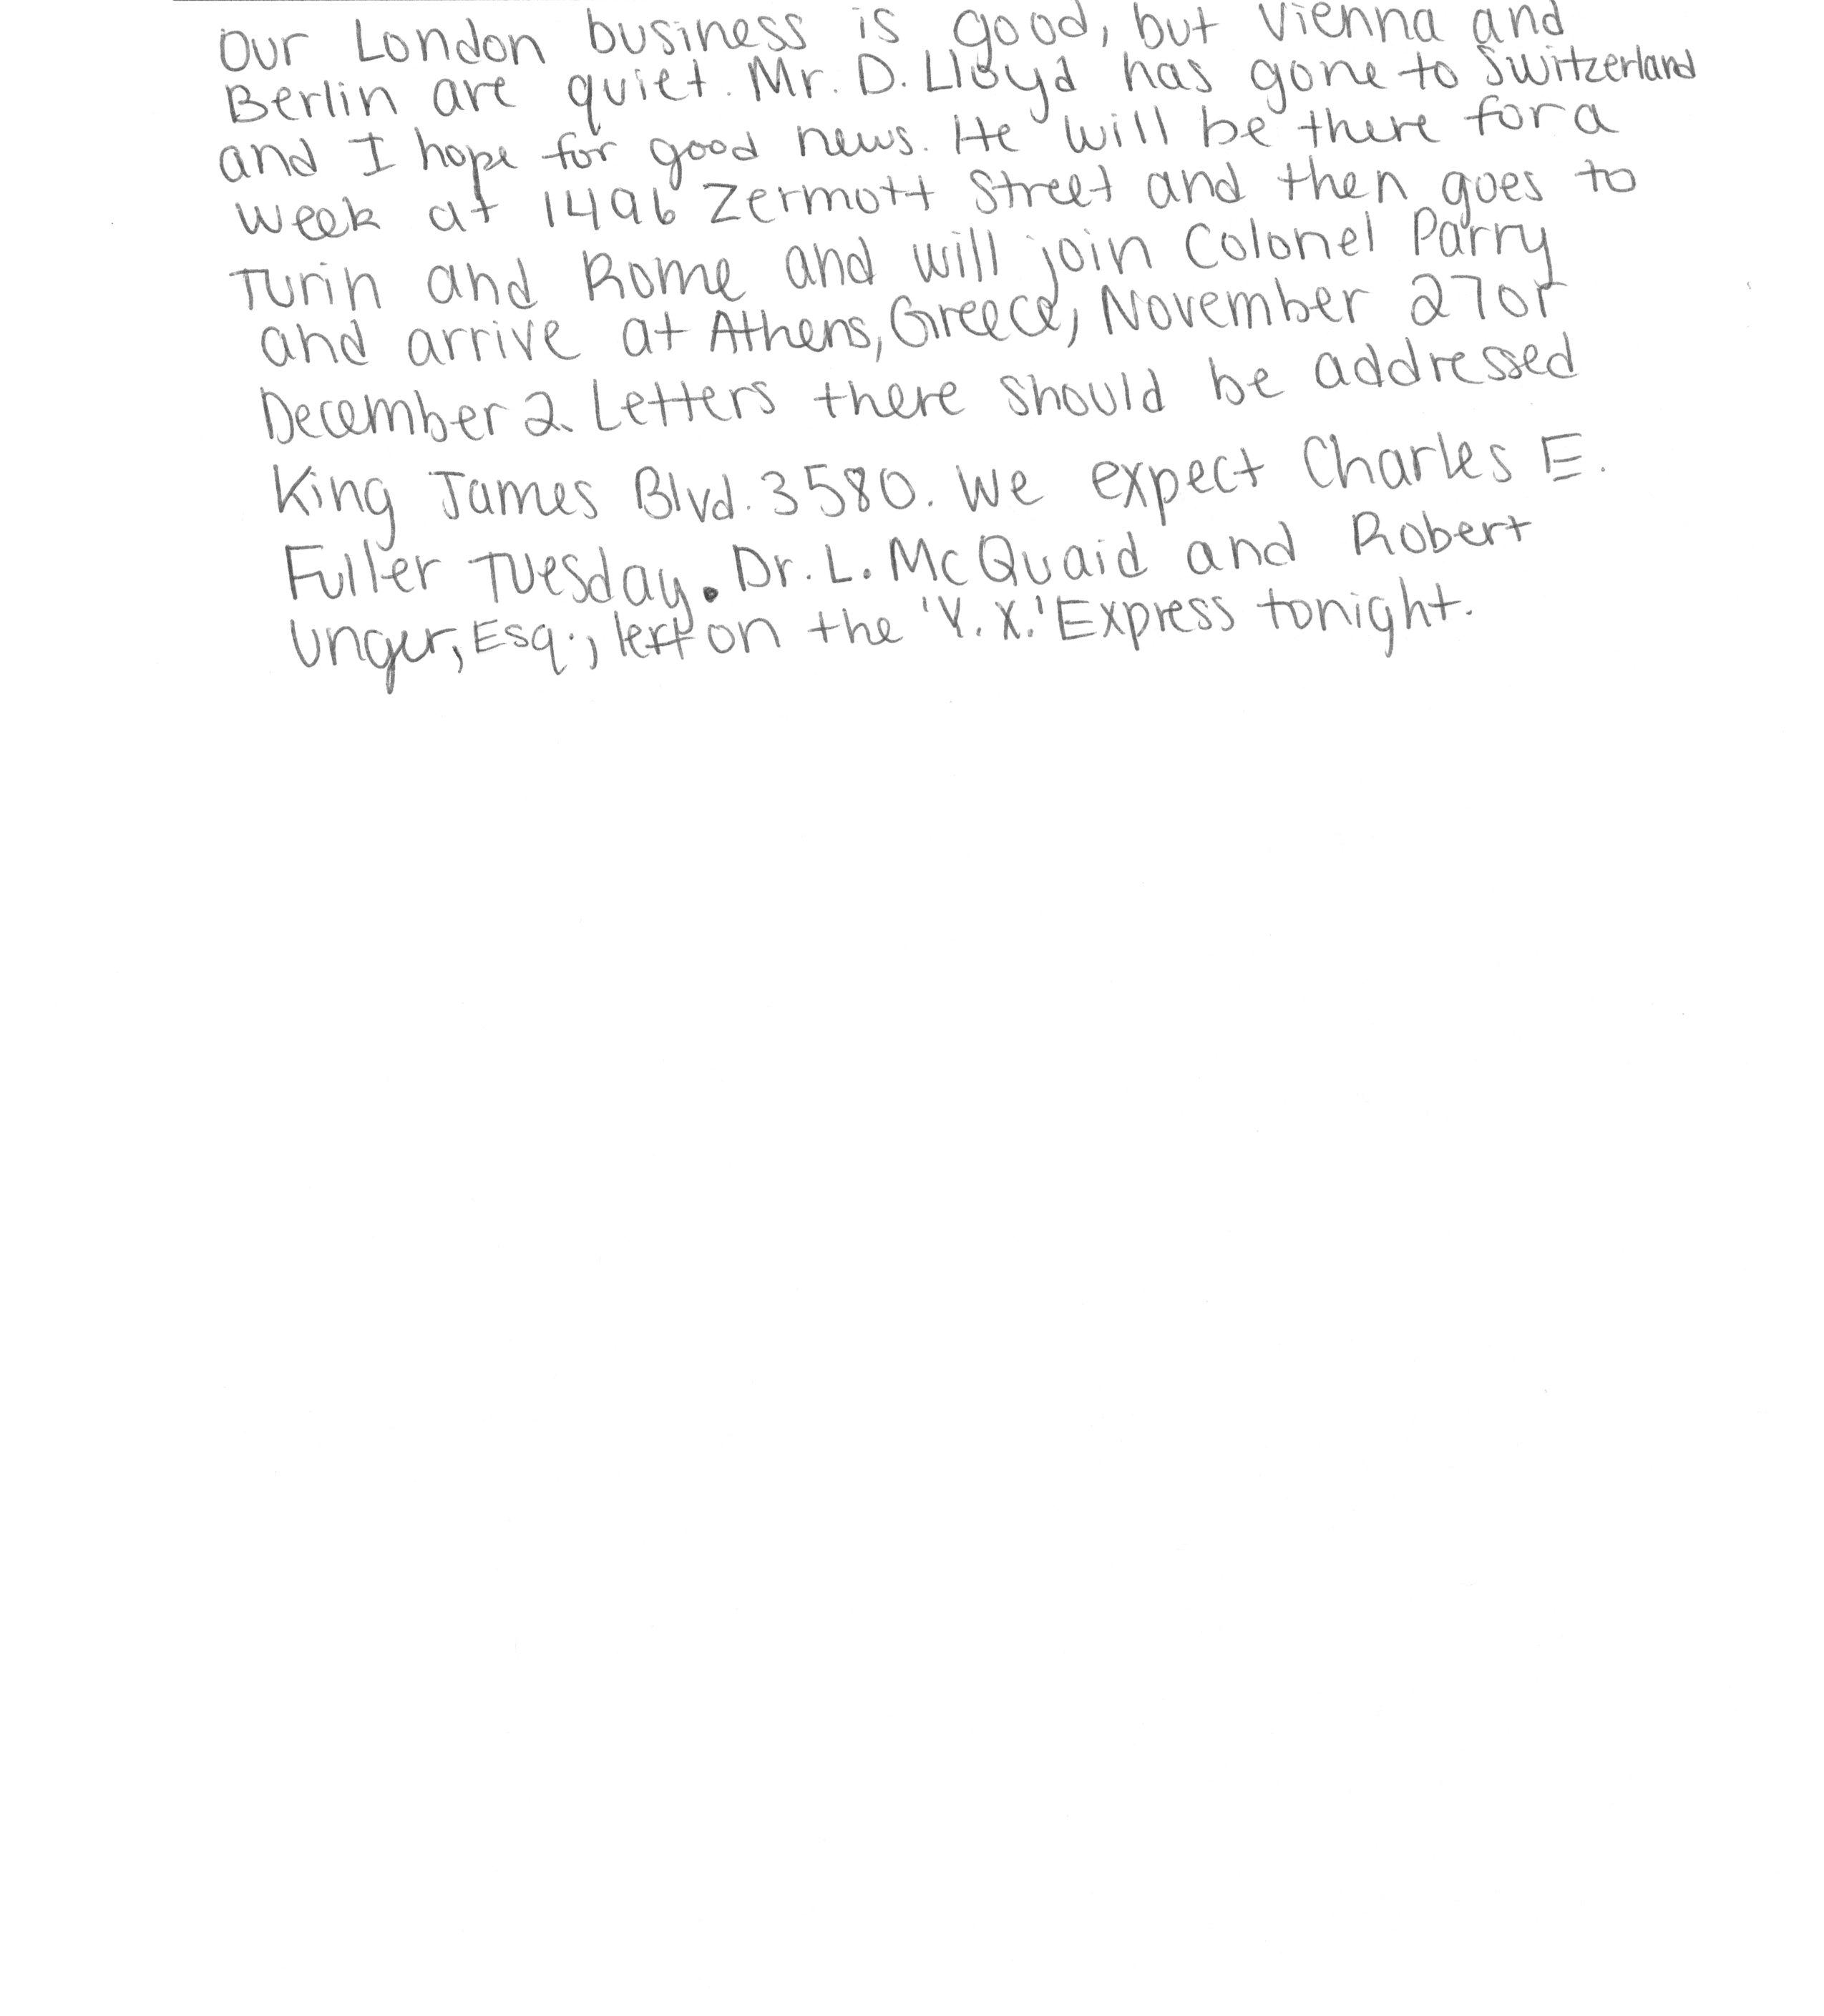 Our London business is good, but Vienna and
Berlin are quiet. Mr. D. Lloyd has gone to Switzerland
and I hope for good news. He will be there for a
week at 1496 Zermott Street and then goes to
Turin and Rome and will join Colonel Parry
and arrive at Athens, Greece, November 27 or
December 2. Letters there should be addressed
King James Blvd. 3580. We expect Charles E.
Fuller Tuesday. Dr. L. McQuaid and Robert
Unger, Esq., left on the 'Y. X.' Express tonight.